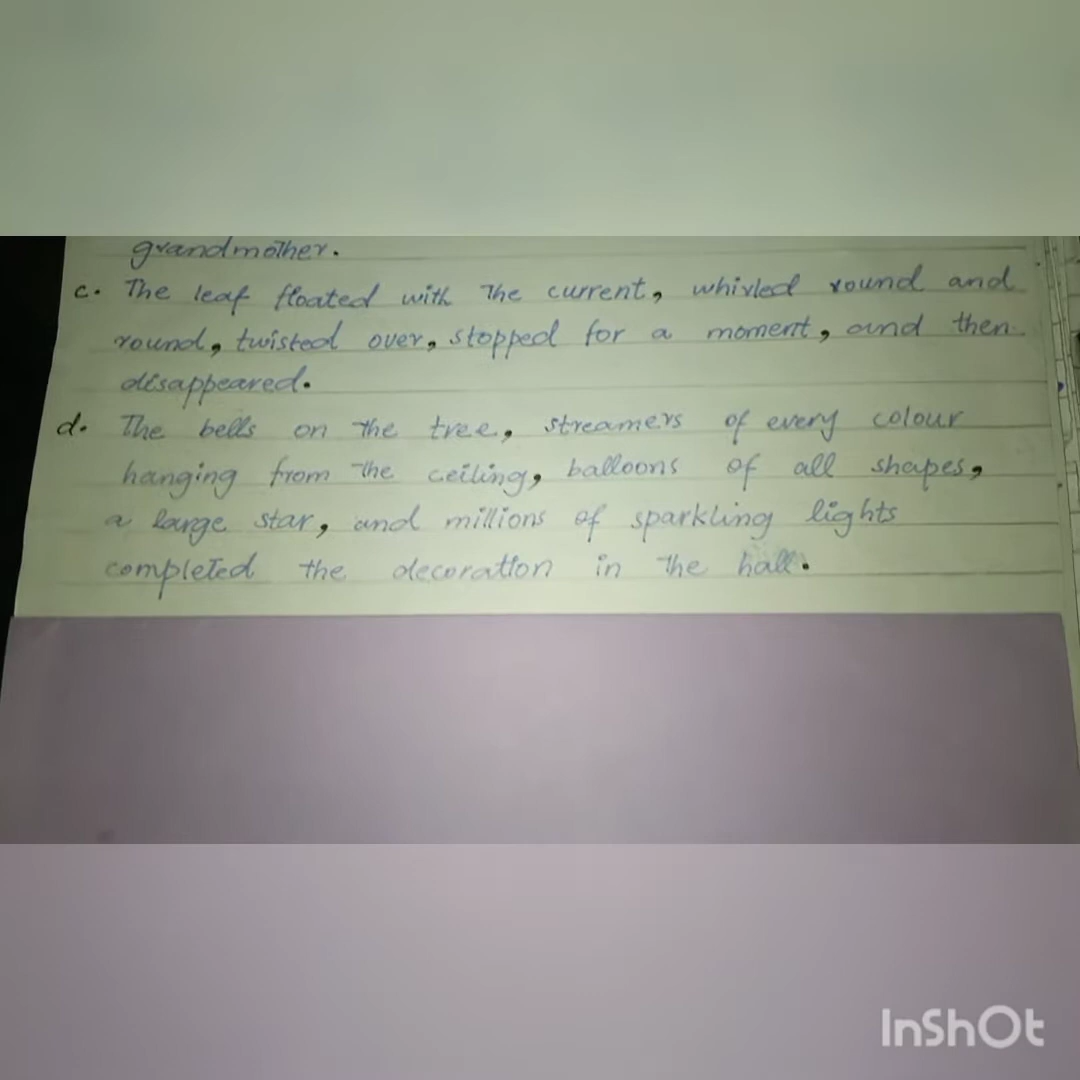 grandmother.
c. The leaf floated with The current, whirled round and
round, twisted over, stopped for a moment, and then
disappeared.
d. The bells on the tree, streamers of every colour
hanging from the ceiling, balloons of all shapes,
a large star, and millions of sparkling lights
completed the decoration in The hall.
InShOt